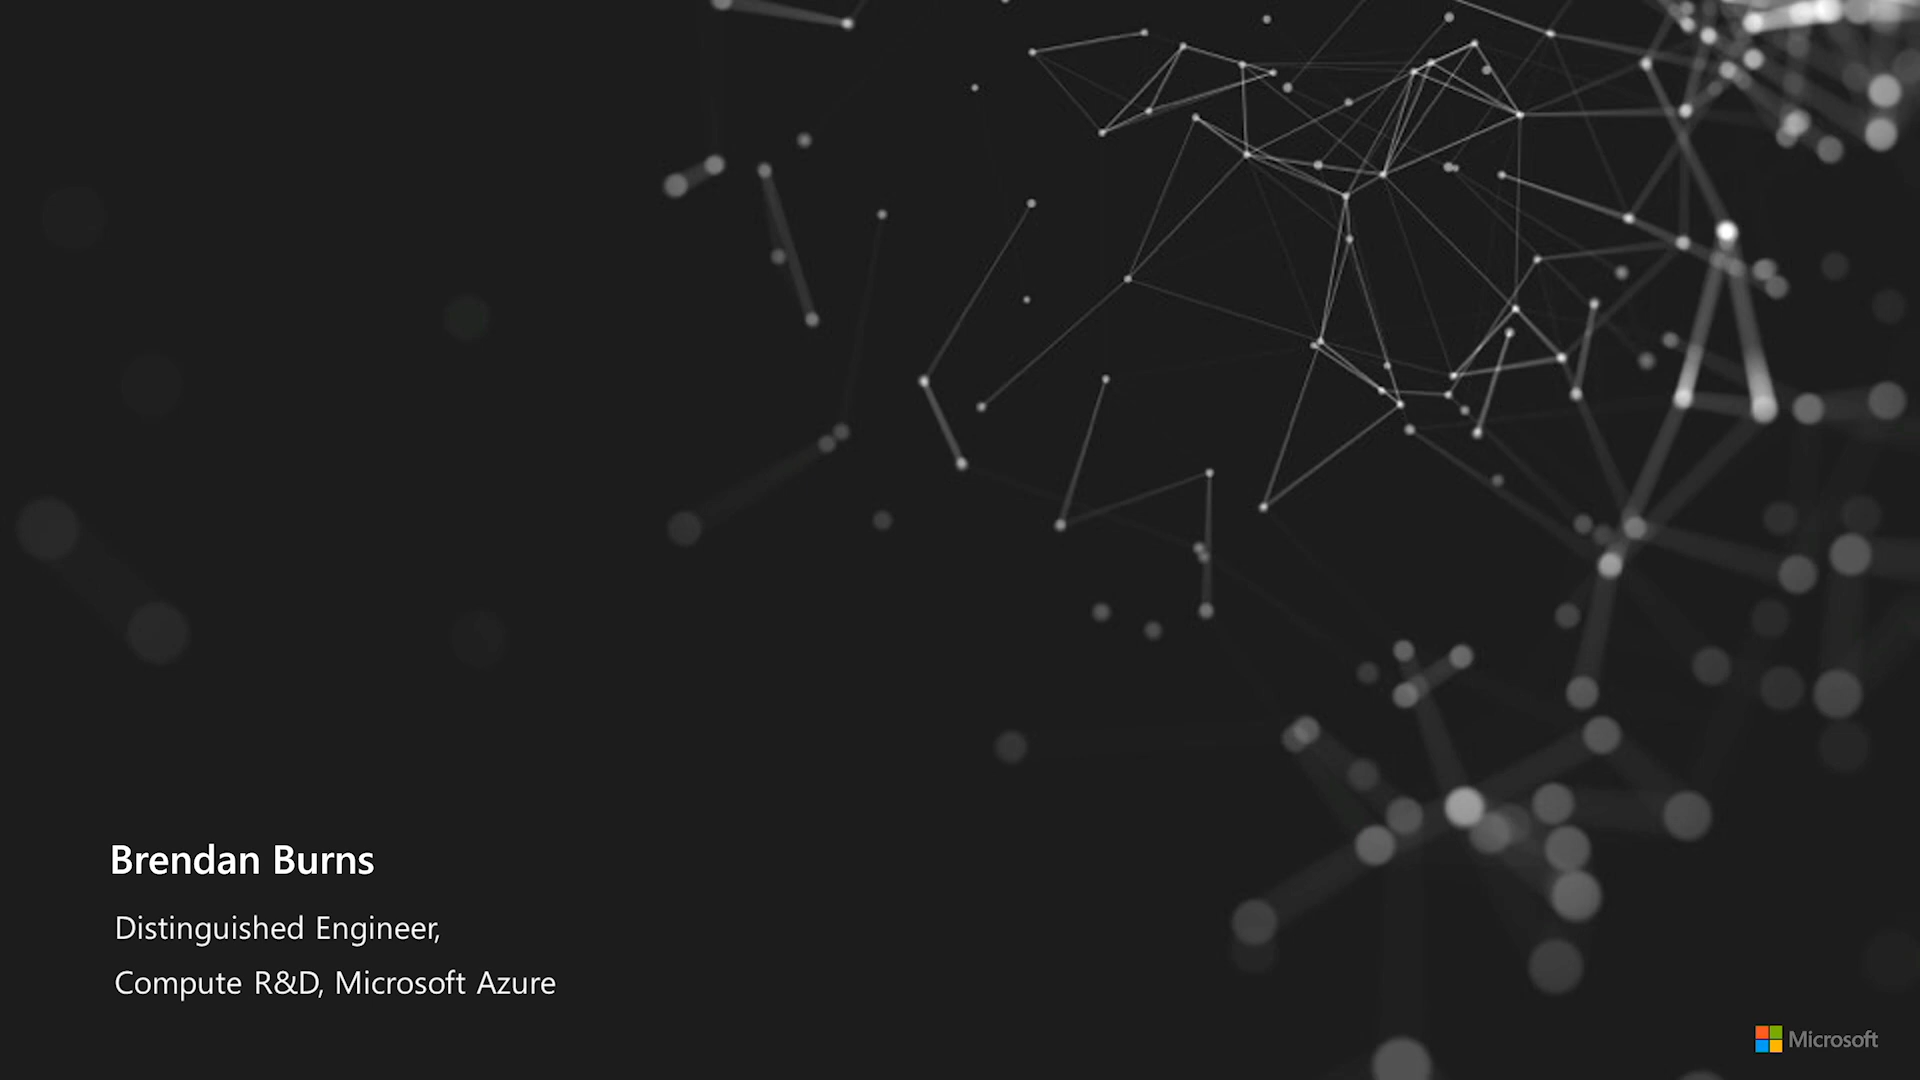 Brendan Burns
Distinguished Engineer,
Compute R&D, Microsoft Azure
Microsoft